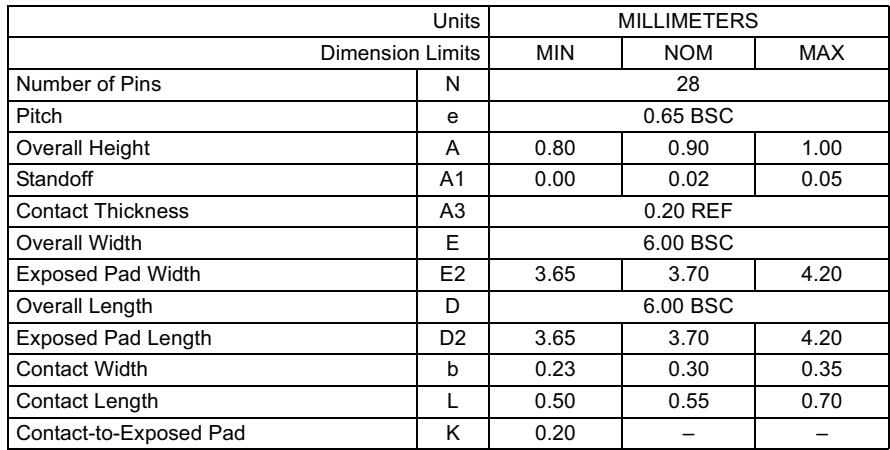 Units MILLIMETERS
Dimension Limits MIN NOM MAX
Number of Pins N 28
Pitch e 0.65 BSC
Overall Height A 0.80 0.90 1.00
Standoff A1 0.00 0.02 0.05
Contact Thickness A3 0.20 REF
Overall Width E 6.00 BSC
Exposed Pad Width E2 3.65 3.70 4.20
Overall Length D 6.00 BSC
Exposed Pad Length D2 3.65 3.70 4.20
Contact Width b 0.23 0.30 0.35
Contact Length L 0.50 0.55 0.70
Contact-to-Exposed Pad K 0.20 – –